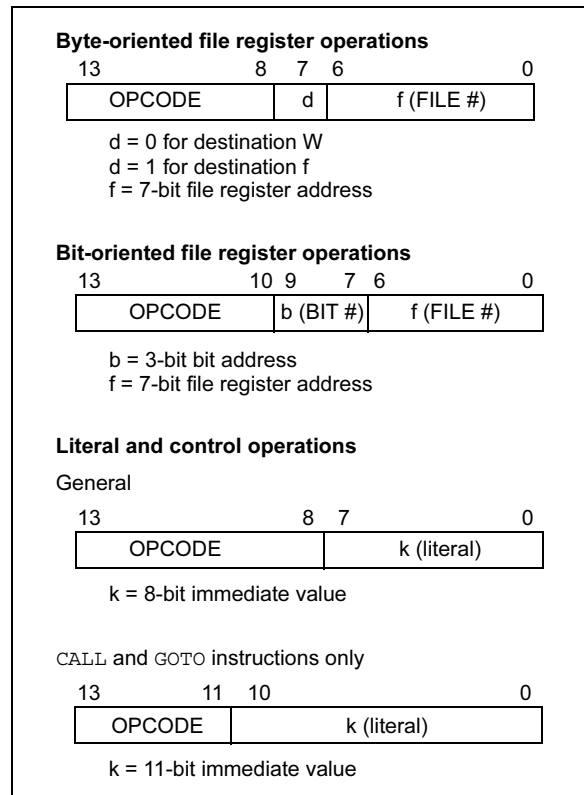 Byte-oriented file register operations
13 8 7 6 0
OPCODE d f (FILE #)
d = 0 for destination W
d = 1 for destination f
f = 7-bit file register address
Bit-oriented file register operations
13 10 9 7 6 0
OPCODE b (BIT #) f (FILE #)
b = 3-bit bit address
f = 7-bit file register address
Literal and control operations
General
13 8 7 0
OPCODE k (literal)
k = 8-bit immediate value
CALL and GOTO instructions only
13 11 10 0
OPCODE k (literal)
k = 11-bit immediate value